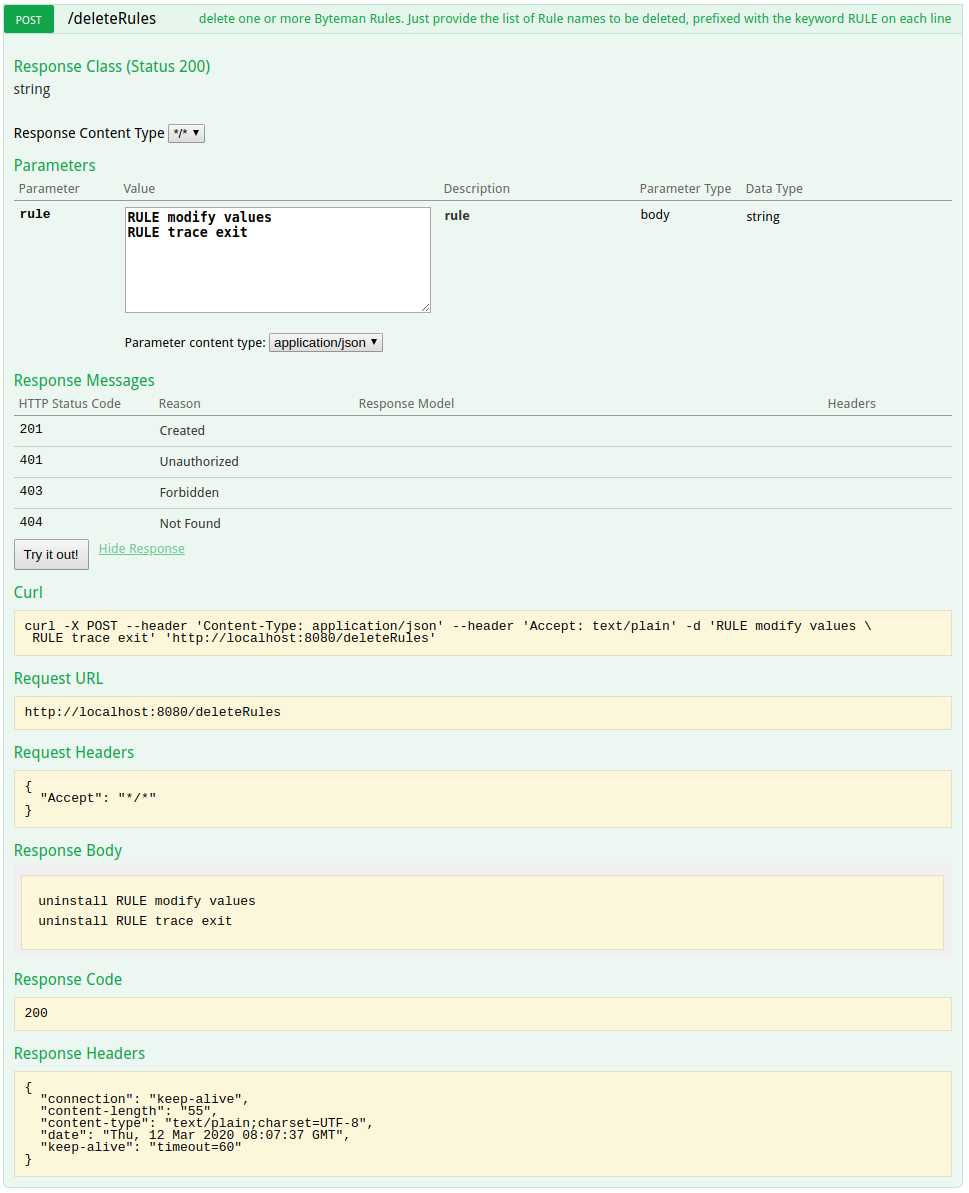 POST /deleteRules delete one or more Byteman Rules. Just provide the list of Rule names to be deleted, prefixed with the keyword RULE on each line
Response Class (Status 200)
string
Response Content Type */*
Parameters
Parameter Value Description Parameter Type Data Type
rule RULE modify values rule body string
RULE trace exit
Parameter content type: application/json
Response Messages
HTTP Status Code Reason Response Model Headers
201 Created
401 Unauthorized
403 Forbidden
404 Not Found
Try it out! Hide Response
Curl
curl -X POST --header 'Content-Type: application/json' --header 'Accept: text/plain' -d 'RULE modify values \
RULE trace exit' 'http://localhost:8080/deleteRules'
Request URL
http://localhost:8080/deleteRules
Request Headers
{
"Accept": "*/*"
}
Response Body
uninstall RULE modify values
uninstall RULE trace exit
Response Code
200
Response Headers
{
"connection": "keep-alive",
"content-length": "55",
"content-type": "text/plain;charset=UTF-8",
"date": "Thu, 12 Mar 2020 08:07:37 GMT",
"keep-alive": "timeout=60"
}